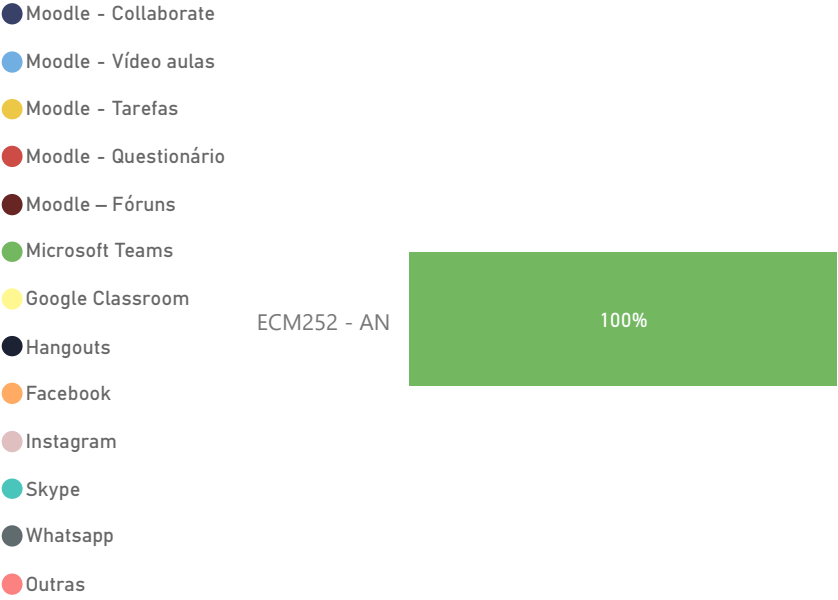 Moodle - Collaborate
Moodle - Vídeo aulas
Moodle - Tarefas
Moodle - Questionário
Moodle – Fóruns
Microsoft Teams
Google Classroom
Hangouts
Facebook
Instagram
Skype
Whatsapp
Outras
ECM252 - AN
100%